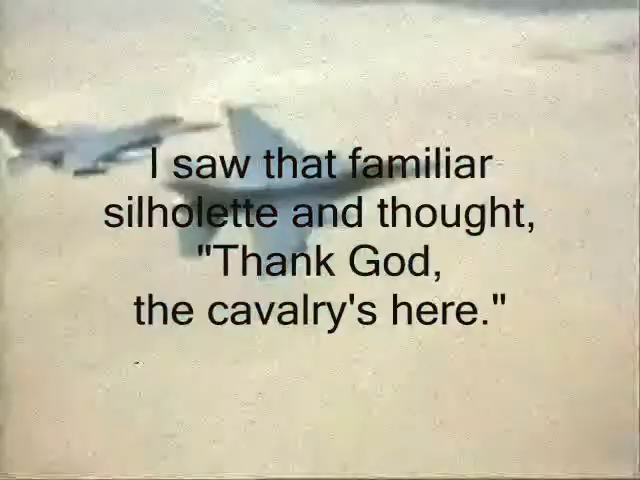 I saw that familiar
silholette and thought,
"Thank God,
the cavalry's here."